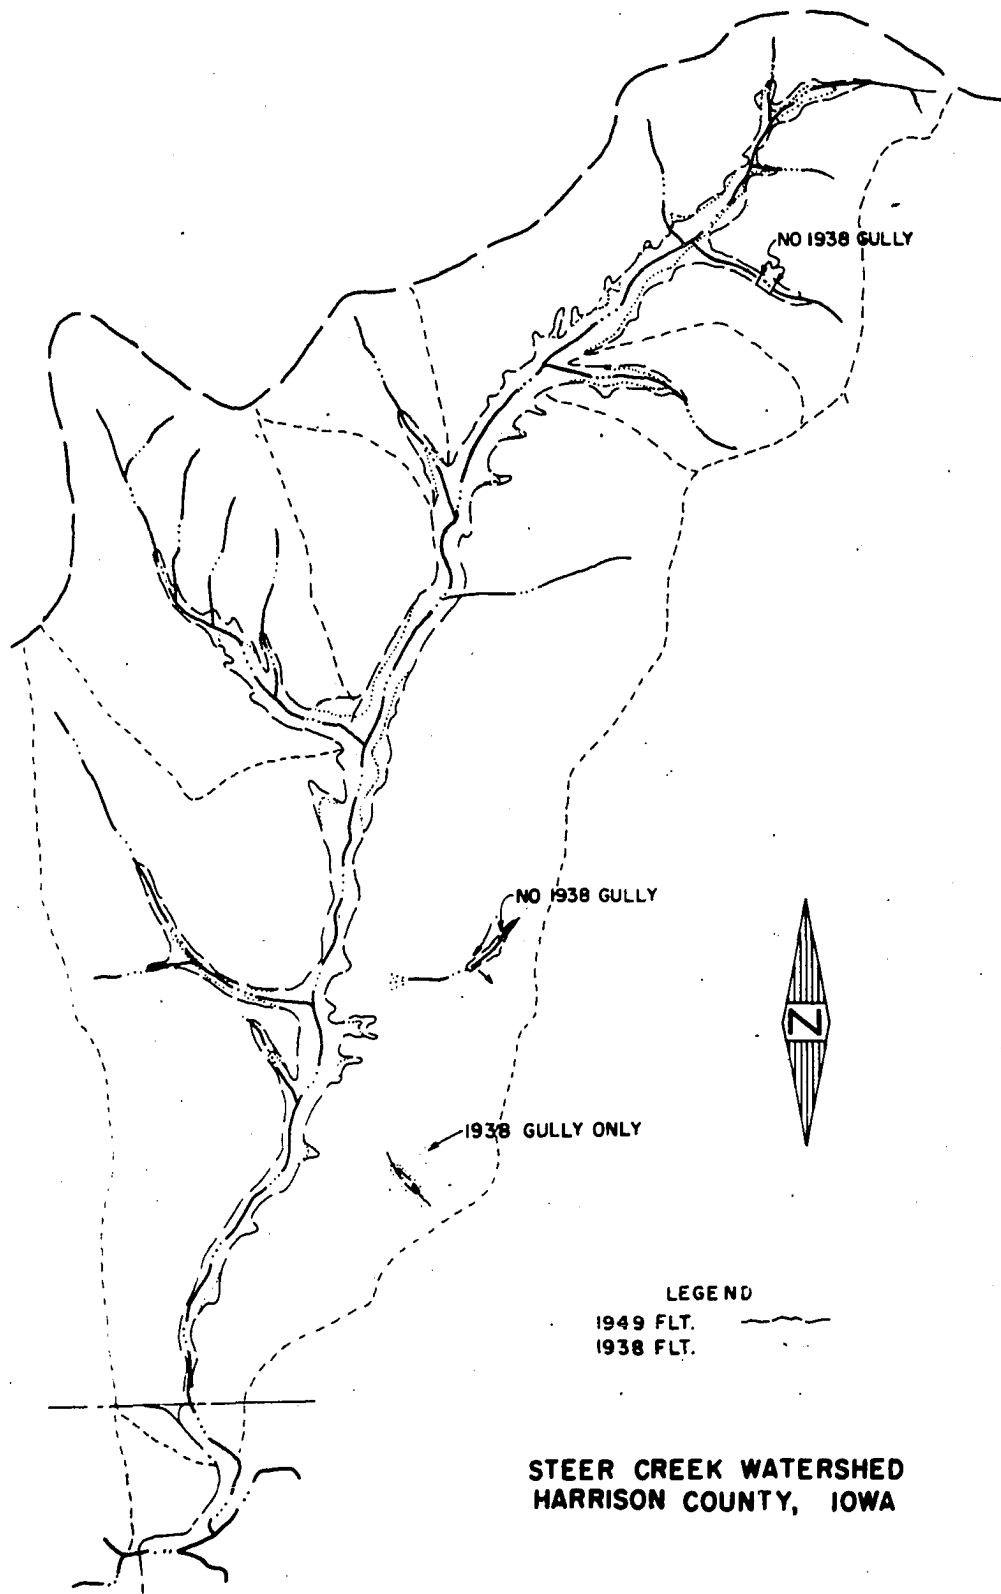 NO 1938 GULLY
NO 1938 GULLY
1938 GULLY ONLY
N
LEGEND
1949 FLT.
1938 FLT.
STEER CREEK WATERSHED
HARRISON COUNTY, IOWA